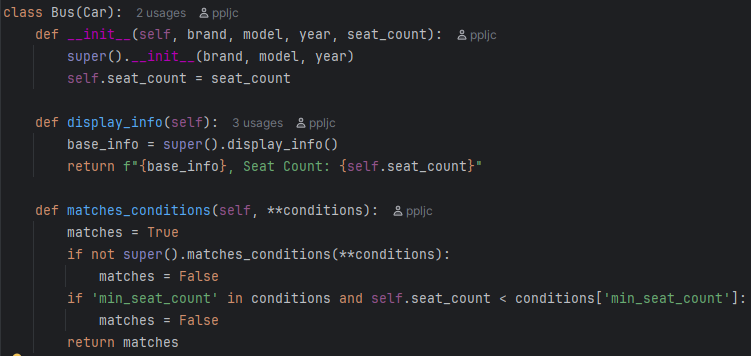 class Bus(Car):  2 usages  ppljc
    def __init__(self, brand, model, year, seat_count):  ppljc
        super().__init__(brand, model, year)
        self.seat_count = seat_count

    def display_info(self):  3 usages  ppljc
        base_info = super().display_info()
        return f"{base_info}, Seat Count: {self.seat_count}"

    def matches_conditions(self, **conditions):  ppljc
        matches = True
        if not super().matches_conditions(**conditions):
            matches = False
        if 'min_seat_count' in conditions and self.seat_count < conditions['min_seat_count']:
            matches = False
        return matches